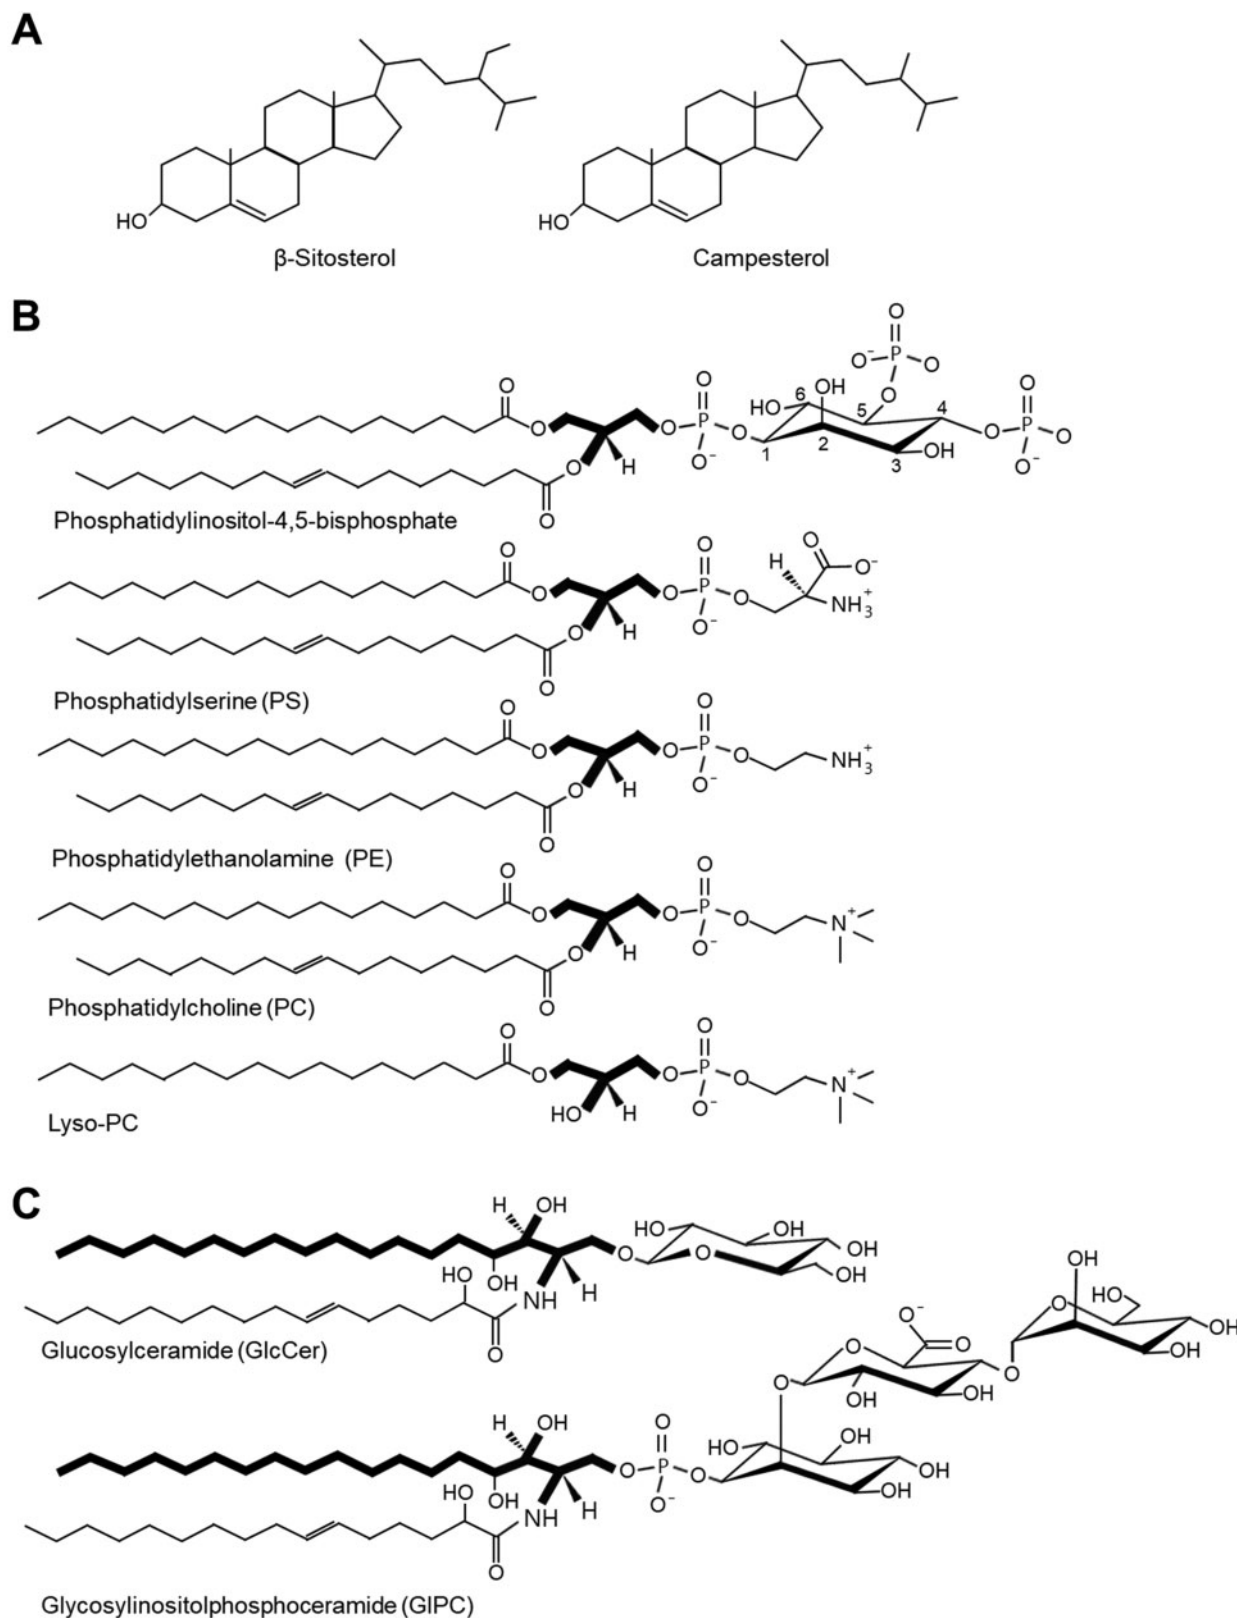 A
HO
β-Sitosterol
HO
Campesterol
B
O
O
O
O
P
O⁻
O
HO
6
OH
5
O
P
O⁻
O
O
4
O
O
P
O
O⁻
1
2
3
OH
O
H
O
Phosphatidylinositol-4,5-bisphosphate
O
O
O
O
P
O⁻
O
H
O
O⁻
NH₃⁺
O
H
O
Phosphatidylserine (PS)
O
O
O
O
P
O⁻
O
NH₃⁺
O
H
O
Phosphatidylethanolamine (PE)
O
O
O
O
P
O⁻
O
N⁺
O
H
O
Phosphatidylcholine (PC)
O
O
O
O
P
O⁻
O
N⁺
HO
H
Lyso-PC
C
H
OH
O
HO
OH
O
OH
OH
HO
OH
NH
H
O
Glucosylceramide (GlcCer)
OH
O
HO
OH
OH
O⁻
O
O
O
O
OH
OH
H
OH
O
O
P
O⁻
O
HO
OH
OH
OH
HO
OH
NH
H
O
Glycosylinositolphosphoceramide (GIPC)